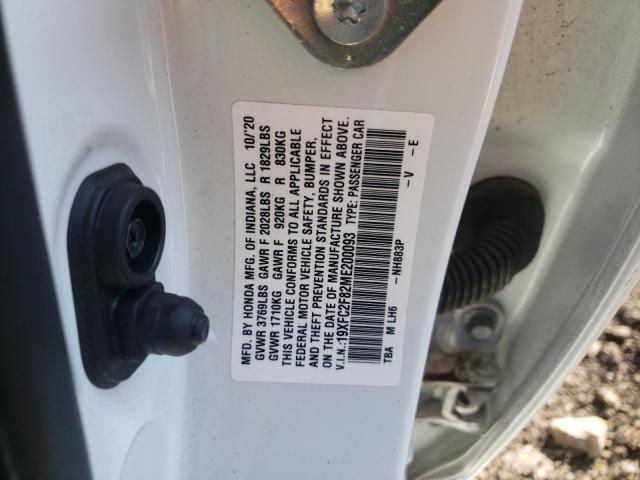 MFD. BY HONDA MFG. OF INDIANA, LLC 10/'20
GVWR 3769LBS GAWR F 2028LBS R 1829LBS
GVWR 1710KG GAWR F 920KG R 830KG
THIS VEHICLE CONFORMS TO ALL APPLICABLE
FEDERAL MOTOR VEHICLE SAFETY, BUMPER,
AND THEFT PREVENTION STANDARDS IN EFFECT
ON THE DATE OF MANUFACTURE SHOWN ABOVE.
V.I.N.:19XFC2F82ME200093 TYPE: PASSENGER CAR
TBA M LH6 -NH883P -V -E